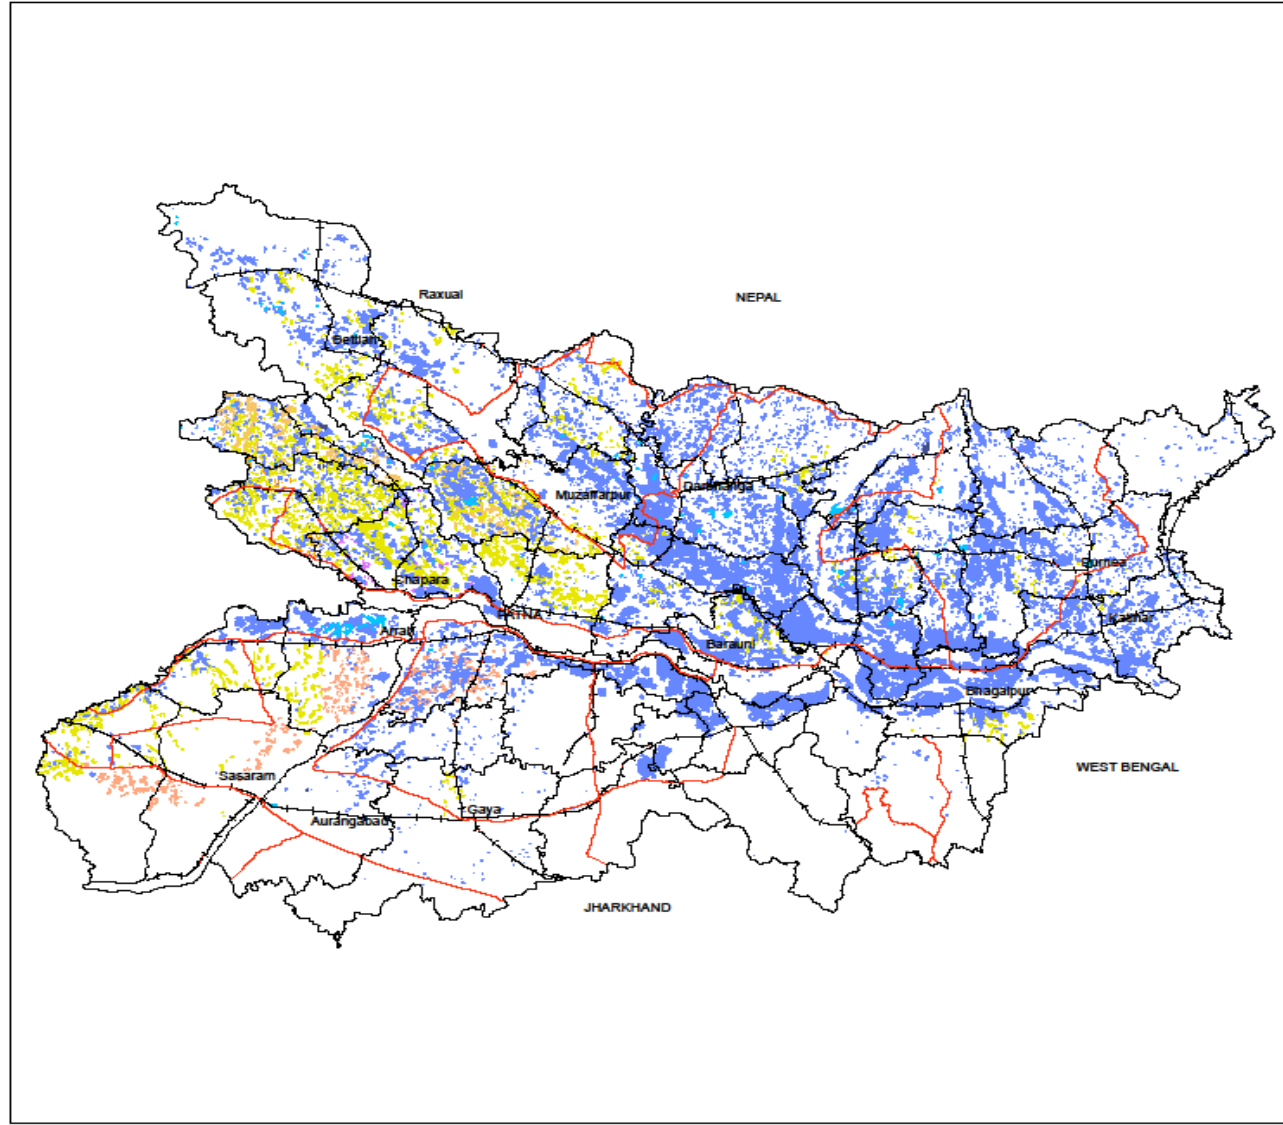 Raxual
NEPAL
Bettiah
Darbhanga
Muzaffarpur
Purnea
Chapara
PATNA
Katihar
Arrah
Barauni
Bhagalpur
WEST BENGAL
Sasaram
Gaya
Aurangabad
JHARKHAND